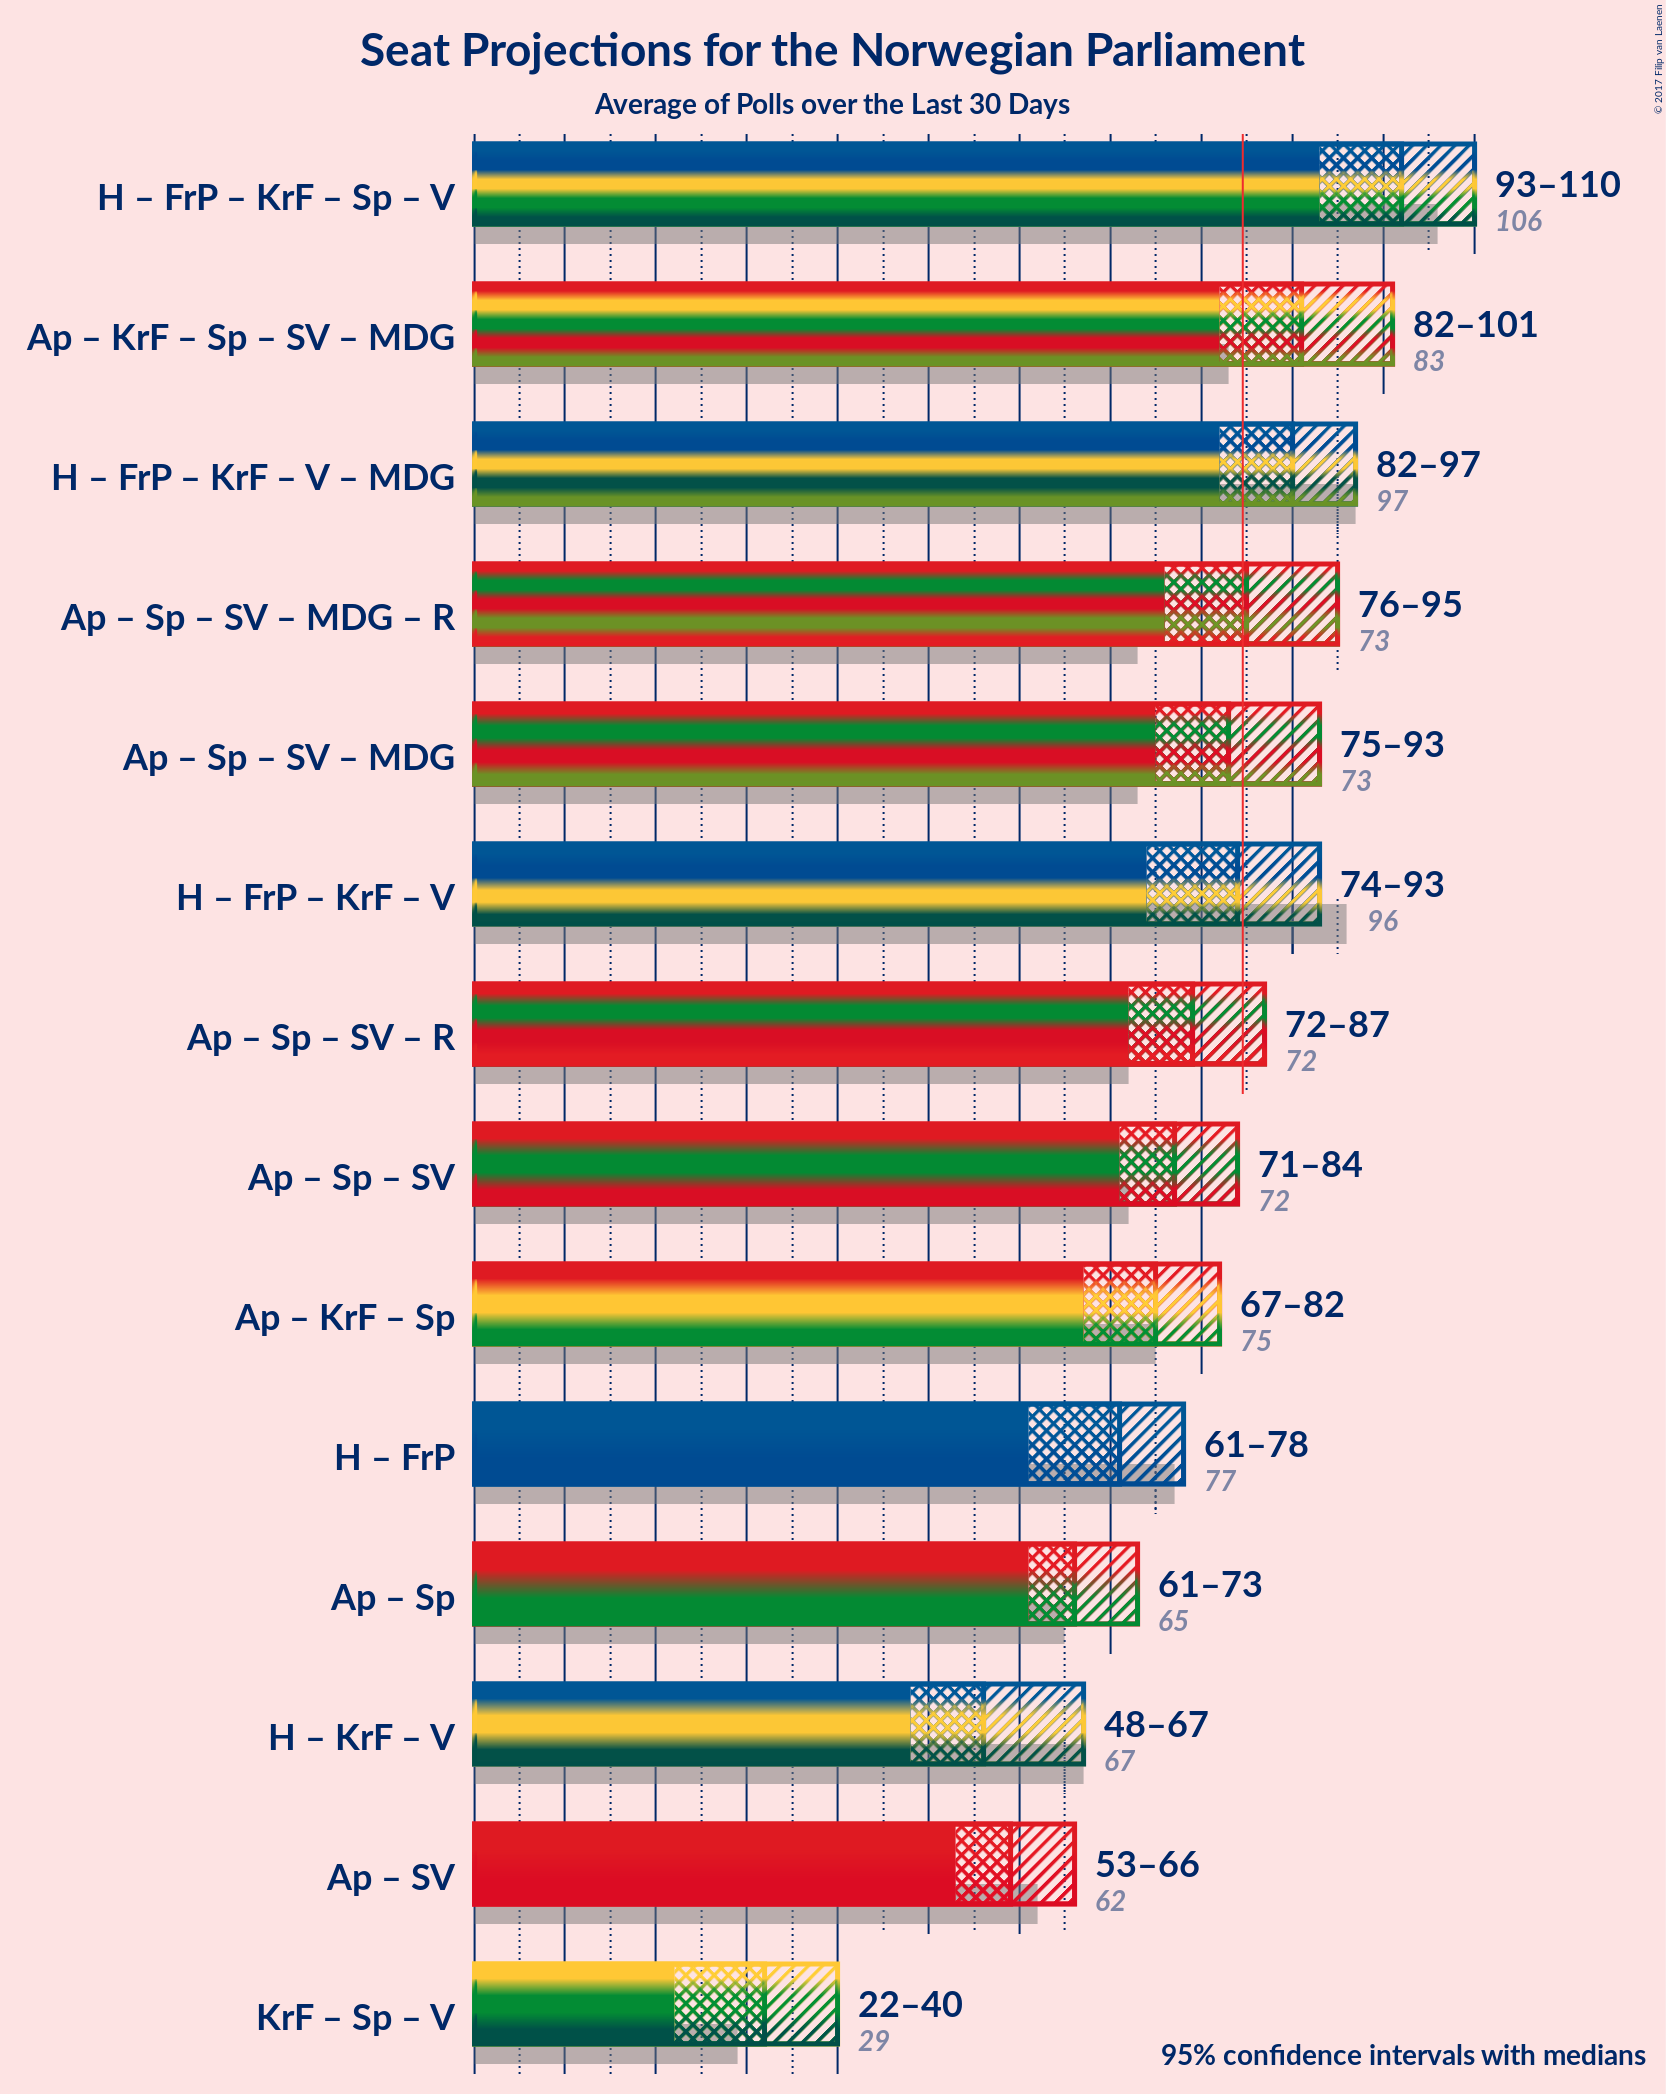 Seat Projections for the Norwegian Parliament
Average of Polls over the Last 30 Days
© 2017 Filip van Laenen
H – FrP – KrF – Sp – V
93–110
106
Ap – KrF – Sp – SV – MDG
82–101
83
H – FrP – KrF – V – MDG
82–97
97
Ap – Sp – SV – MDG – R
76–95
73
Ap – Sp – SV – MDG
75–93
73
H – FrP – KrF – V
74–93
96
Ap – Sp – SV – R
72–87
72
Ap – Sp – SV
71–84
72
Ap – KrF – Sp
67–82
75
H – FrP
61–78
77
Ap – Sp
61–73
65
H – KrF – V
48–67
67
Ap – SV
53–66
62
KrF – Sp – V
22–40
29
95% confidence intervals with medians